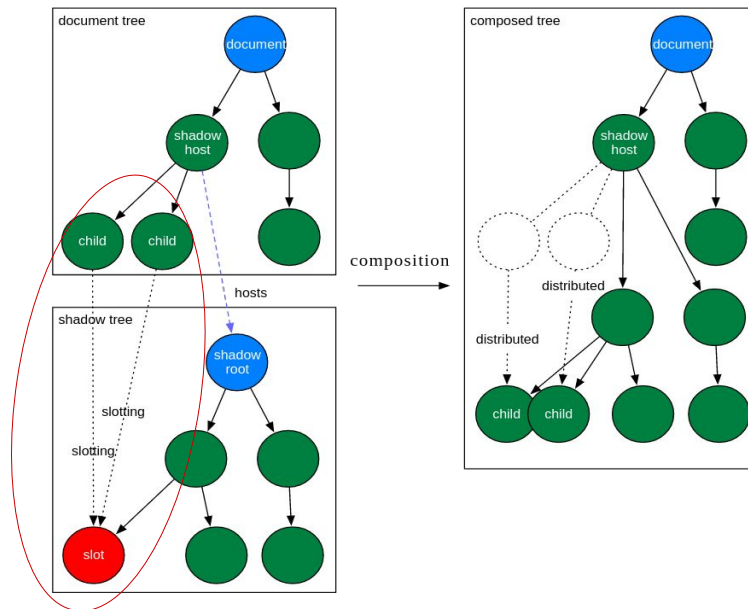 document tree
document
shadow
host
child
child
hosts
shadow tree
shadow
root
slotting
slotting
slot
composition
composed tree
document
shadow
host
distributed
distributed
child
child